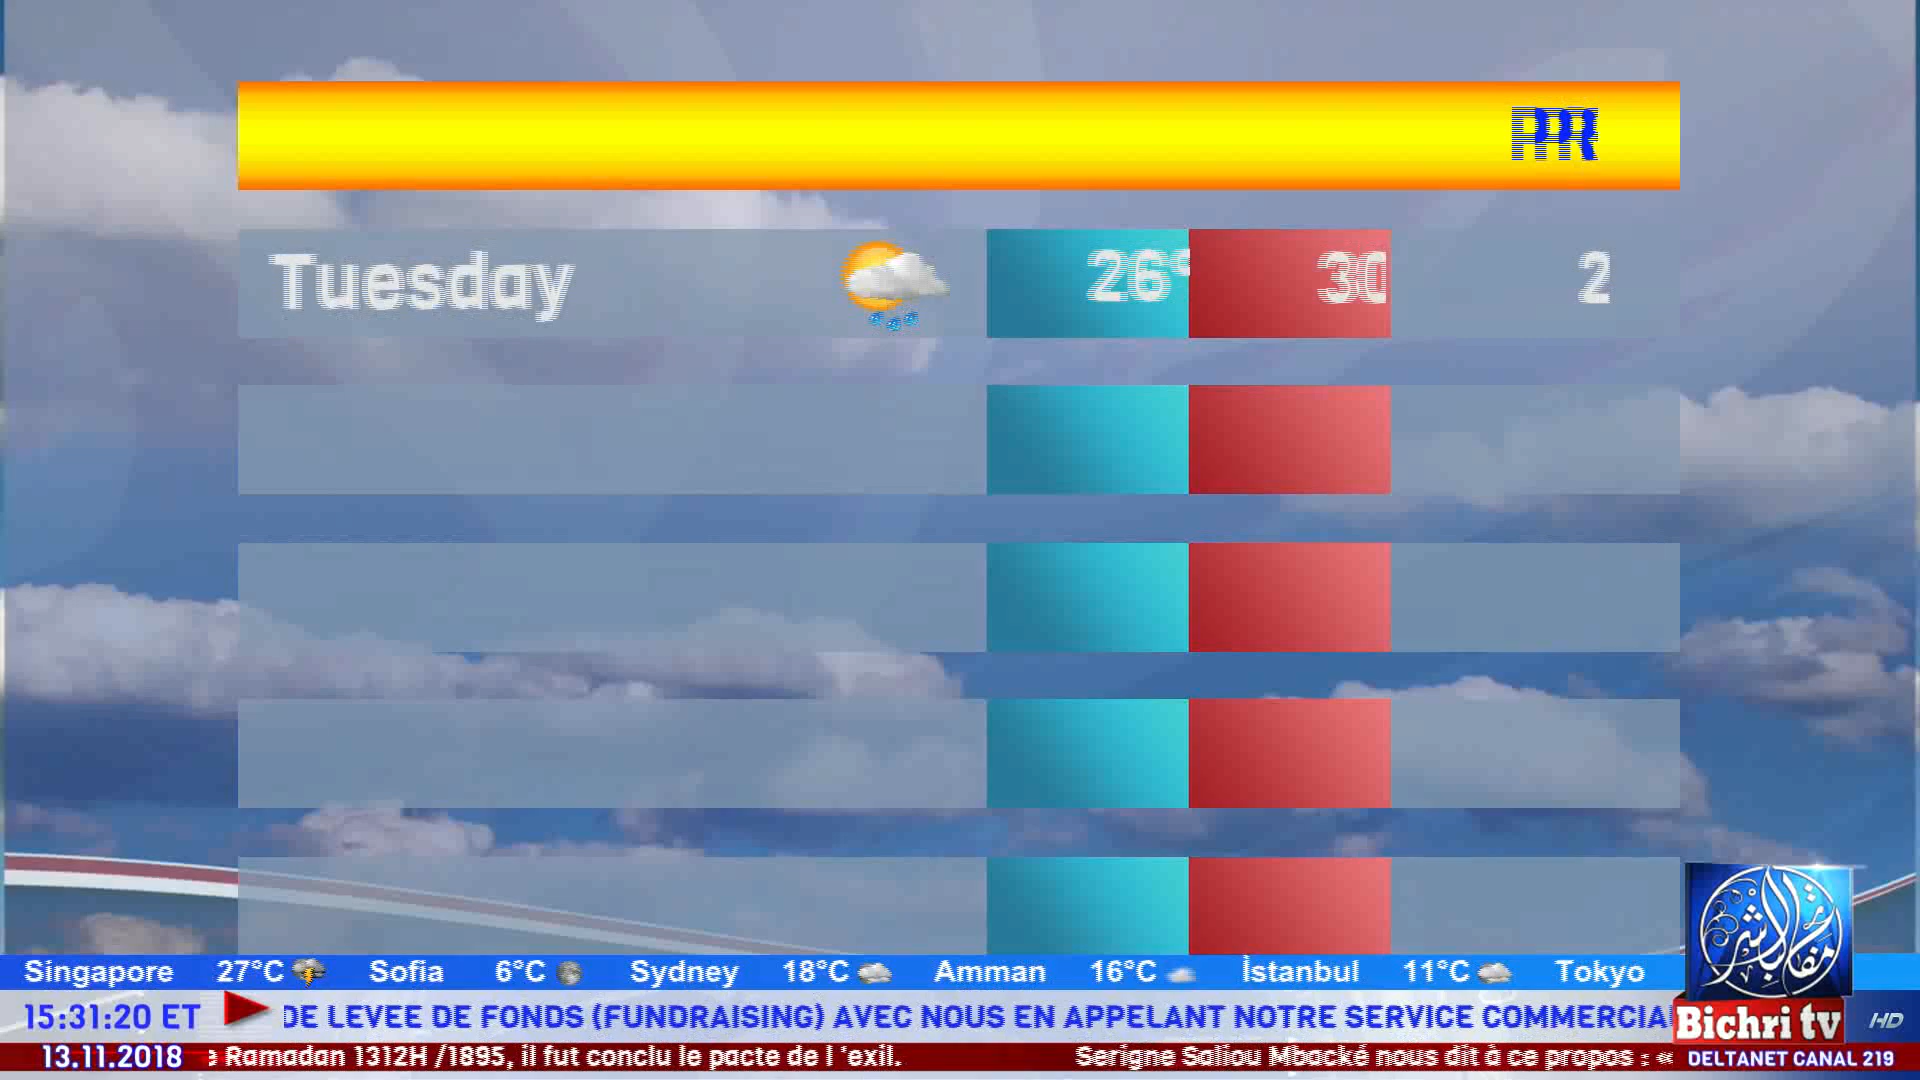 Tuesday 26° 30 2
Singapore 27°C Sofia 6°C Sydney 18°C Amman 16°C İstanbul 11°C Tokyo
15:31:20 ET DE LEVEE DE FONDS (FUNDRAISING) AVEC NOUS EN APPELANT NOTRE SERVICE COMMERCIA
Bichri tv HD
13.11.2018 e Ramadan 1312H /1895, il fut conclu le pacte de l 'exil. Serigne Saliou Mbacké nous dit à ce propos : «
DELTANET CANAL 219